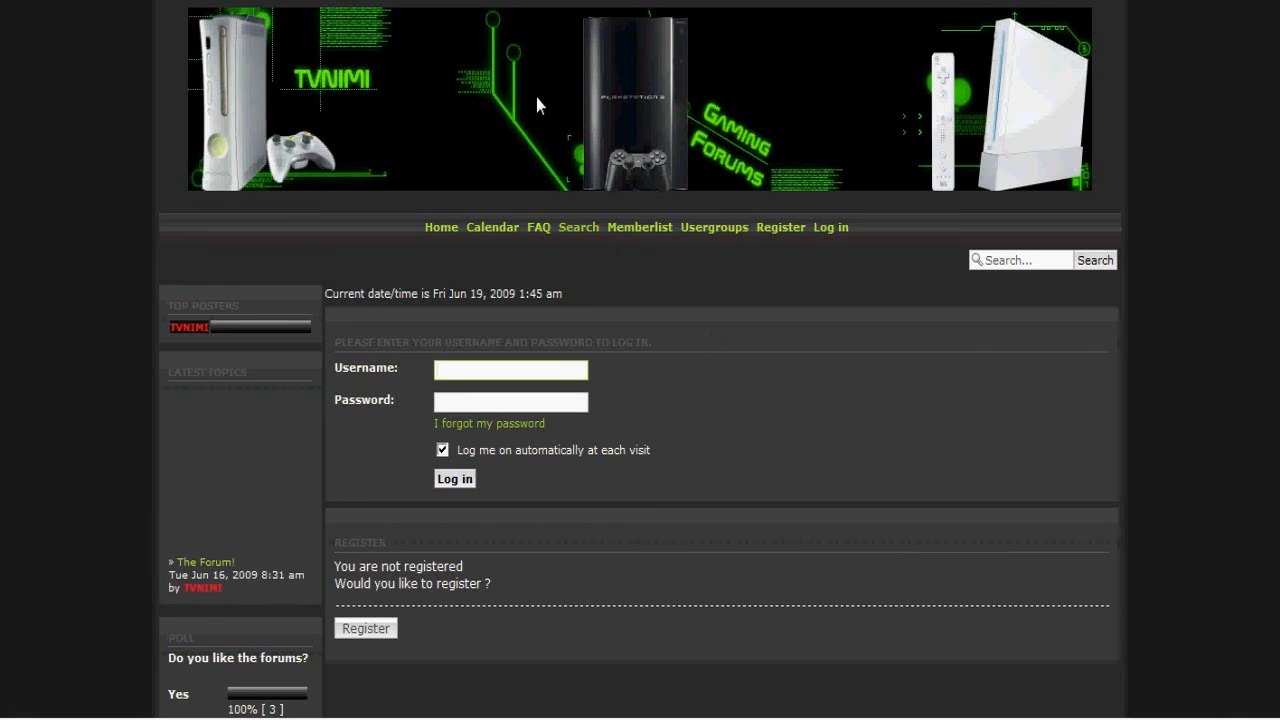 TVNIMI
PLAYSTATION 3
Gaming
Forums
Home Calendar FAQ Search Memberlist Usergroups Register Log in
Search... Search
Current date/time is Fri Jun 19, 2009 1:45 am
TOP POSTERS
TVNIMI
PLEASE ENTER YOUR USERNAME AND PASSWORD TO LOG IN.
Username:
Password:
I forgot my password
Log me on automatically at each visit
Log in
LATEST TOPICS
» The Forum!
Tue Jun 16, 2009 8:31 am
by TVNIMI
REGISTER
You are not registered
Would you like to register ?
Register
POLL
Do you like the forums?
Yes
100% [ 3 ]